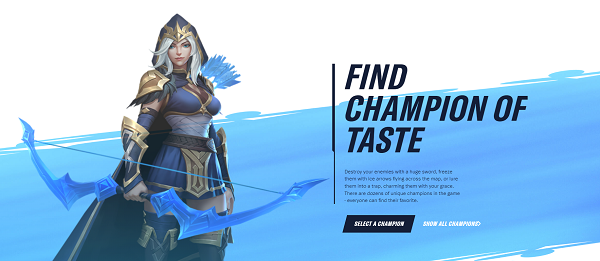 FIND
CHAMPION OF
TASTE
Destroy your enemies with a huge sword, freeze
them with ice arrows flying across the map, or lure
them into a trap, charming them with your grace.
There are dozens of unique champions in the game
- everyone can find their favorite.
SELECT A CHAMPION
SHOW ALL CHAMPIONS>